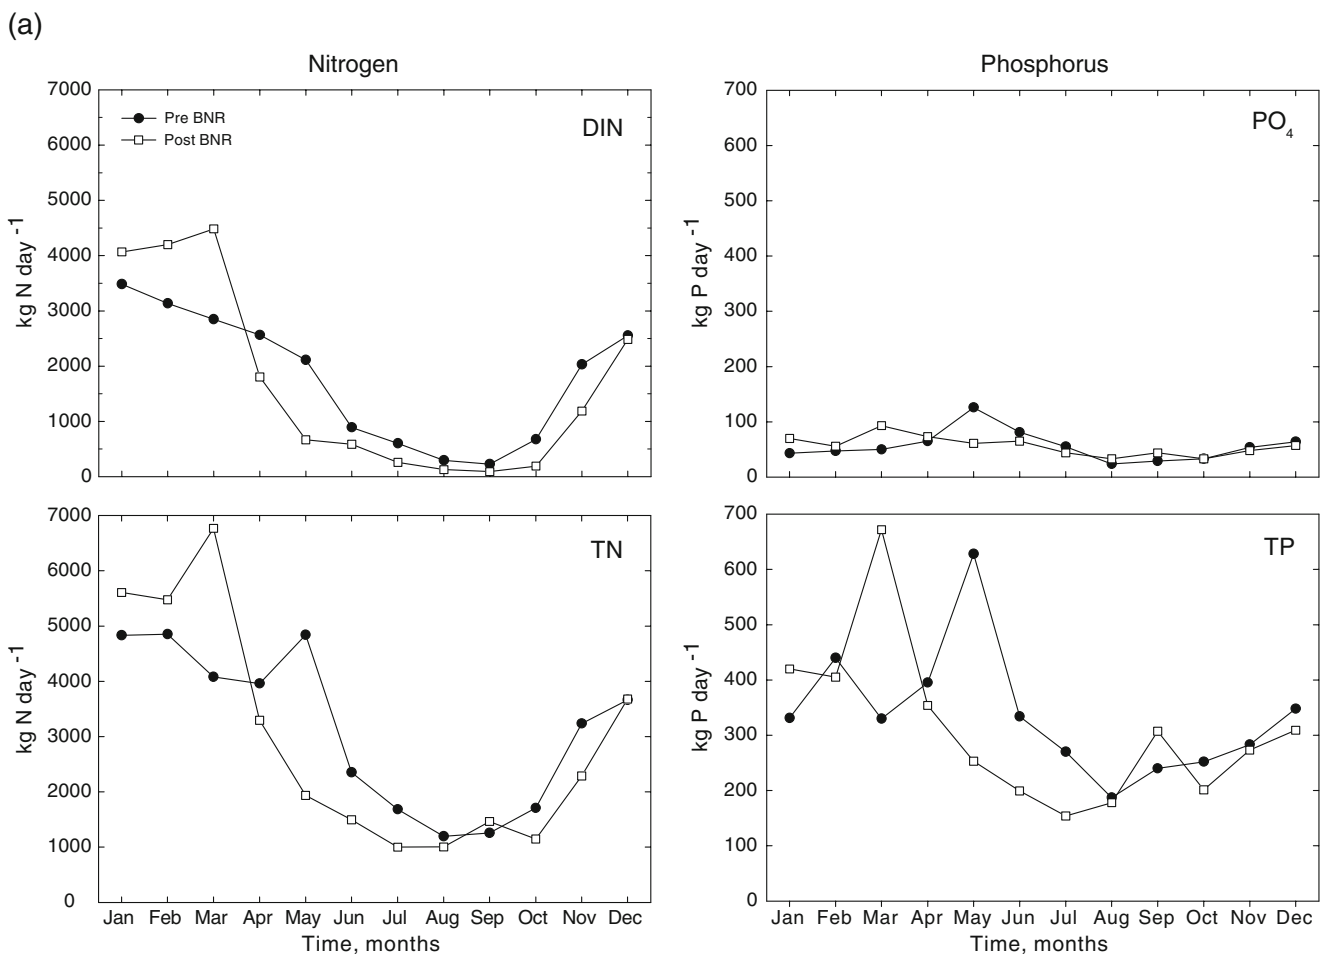 (a)
Nitrogen
Phosphorus
7000
6000
5000
4000
3000
2000
1000
0
kg N day -1
Pre BNR
Post BNR
DIN
700
600
500
400
300
200
100
0
kg P day -1
PO4
7000
6000
5000
4000
3000
2000
1000
0
kg N day -1
TN
Jan Feb Mar Apr May Jun Jul Aug Sep Oct Nov Dec
Time, months
700
600
500
400
300
200
100
0
kg P day -1
TP
Jan Feb Mar Apr May Jun Jul Aug Sep Oct Nov Dec
Time, months